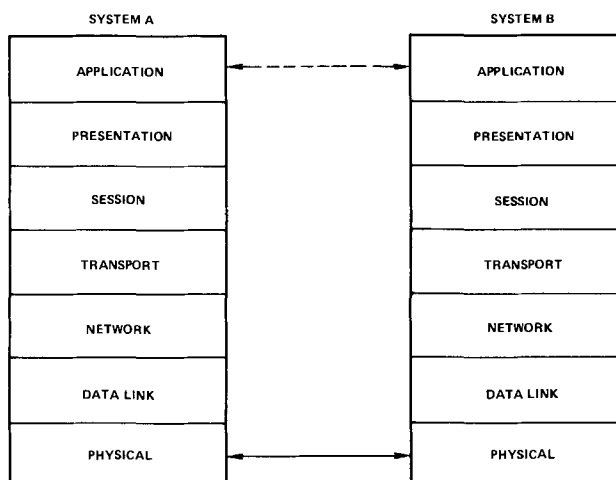 SYSTEM A
SYSTEM B
APPLICATION
APPLICATION
PRESENTATION
PRESENTATION
SESSION
SESSION
TRANSPORT
TRANSPORT
NETWORK
NETWORK
DATA LINK
DATA LINK
PHYSICAL
PHYSICAL